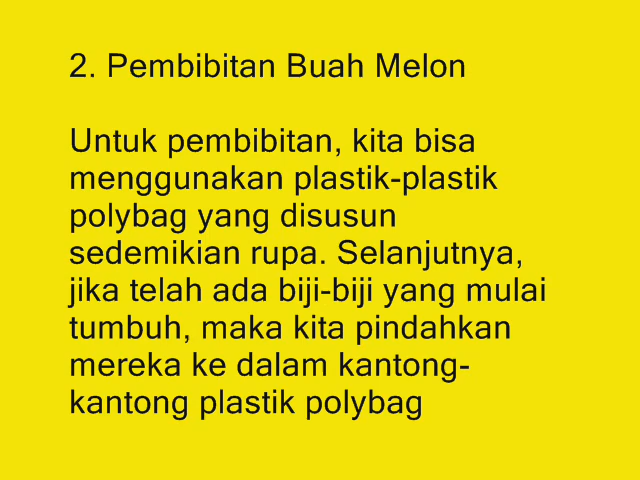 2. Pembibitan Buah Melon
Untuk pembibitan, kita bisa
menggunakan plastik-plastik
polybag yang disusun
sedemikian rupa. Selanjutnya,
jika telah ada biji-biji yang mulai
tumbuh, maka kita pindahkan
mereka ke dalam kantong-
kantong plastik polybag